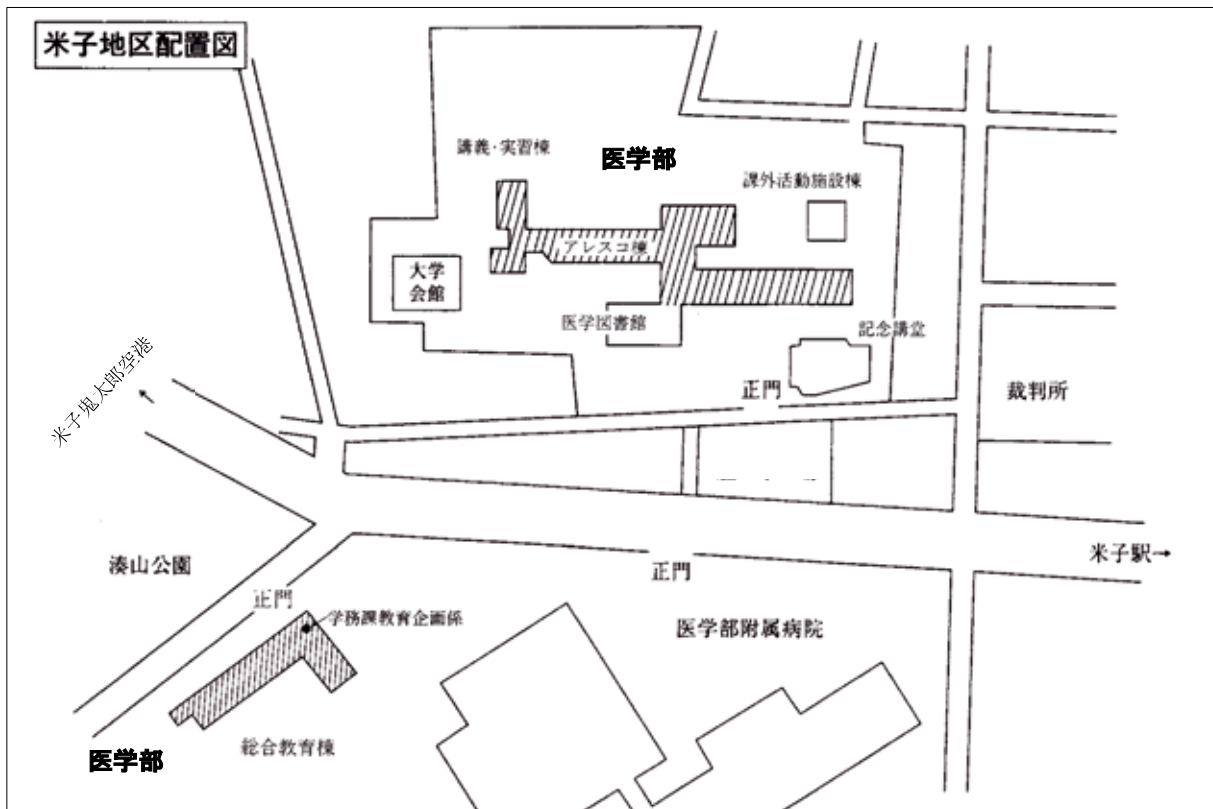 米子地区配置図
講義・実習棟
医学部
課外活動施設棟
アレスコ棟
大学
会館
医学図書館
記念講堂
正門
裁判所
米子鬼太郎空港
←
湊山公園
正門
正門
米子駅→
学務課教育企画係
医学部附属病院
総合教育棟
医学部